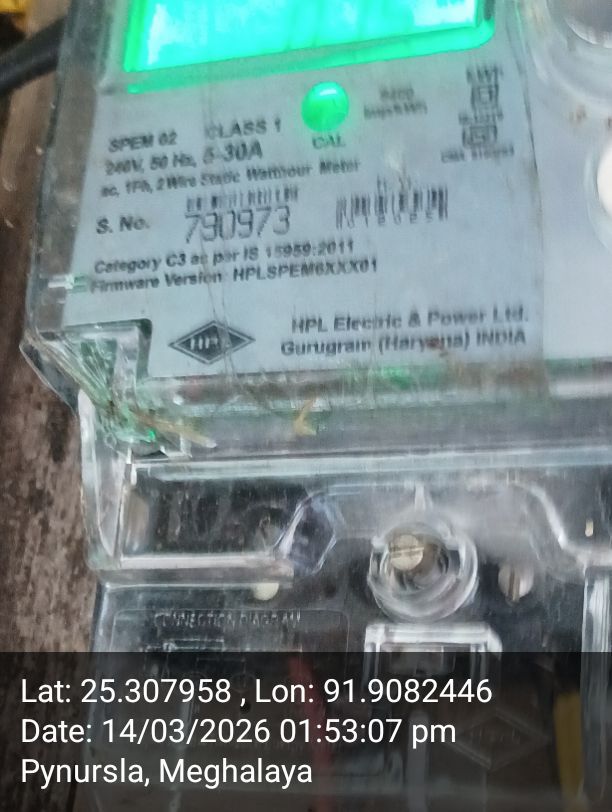 SPEM 02 CLASS 1
CAL
240V, 50 Hz, 5-30A
ac, 1Ph, 2 Wire Static Watthour Meter
S. No. 790973
Category C3 as per IS 15959:2011
Firmware Version: HPLSPEM6XXX01
HPL
HPL Electric & Power Ltd.
Gurugram (Haryana) INDIA
CONNECTION DIAGRAM
Lat: 25.307958 , Lon: 91.9082446
Date: 14/03/2026 01:53:07 pm
Pynursla, Meghalaya